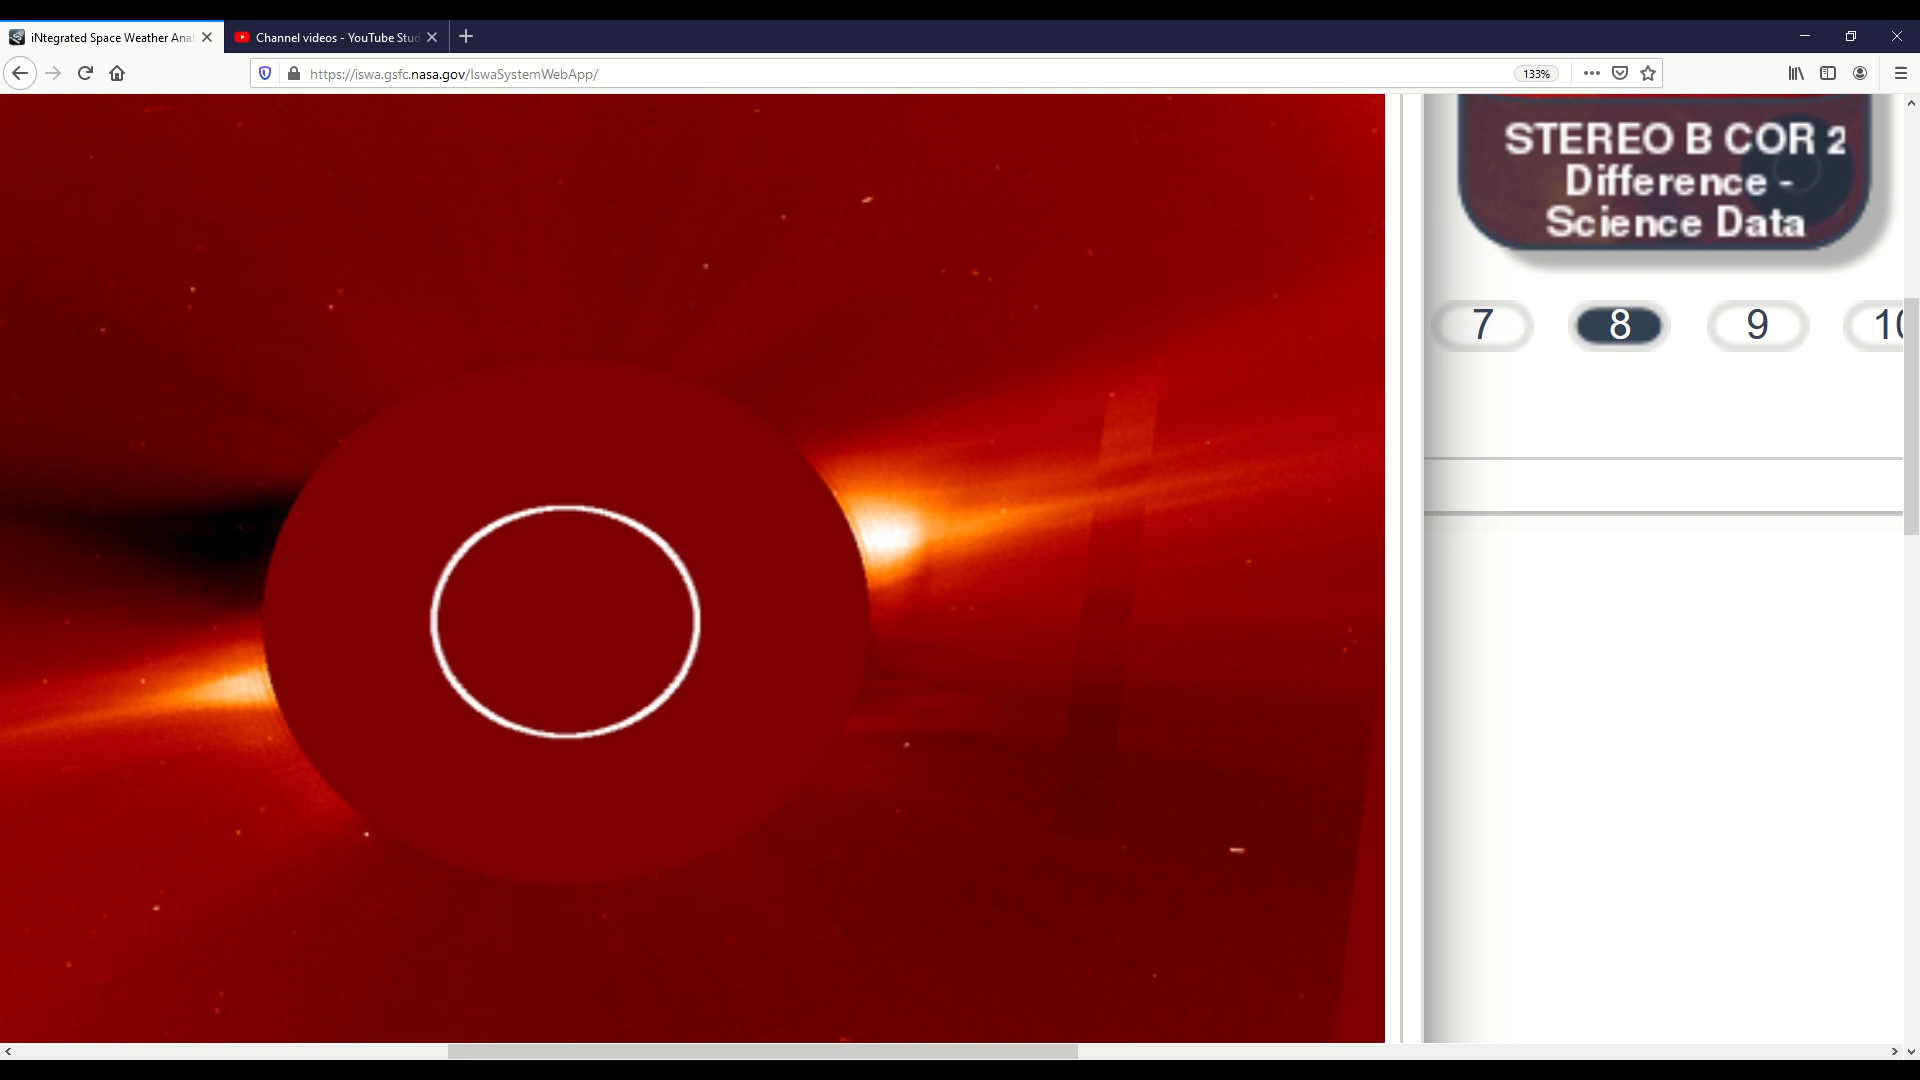 iNtegrated Space Weather Anal
Channel videos - YouTube Stud
https://iswa.gsfc.nasa.gov/IswaSystemWebApp/
133%
STEREO B COR 2
Difference -
Science Data
7 8 9 10